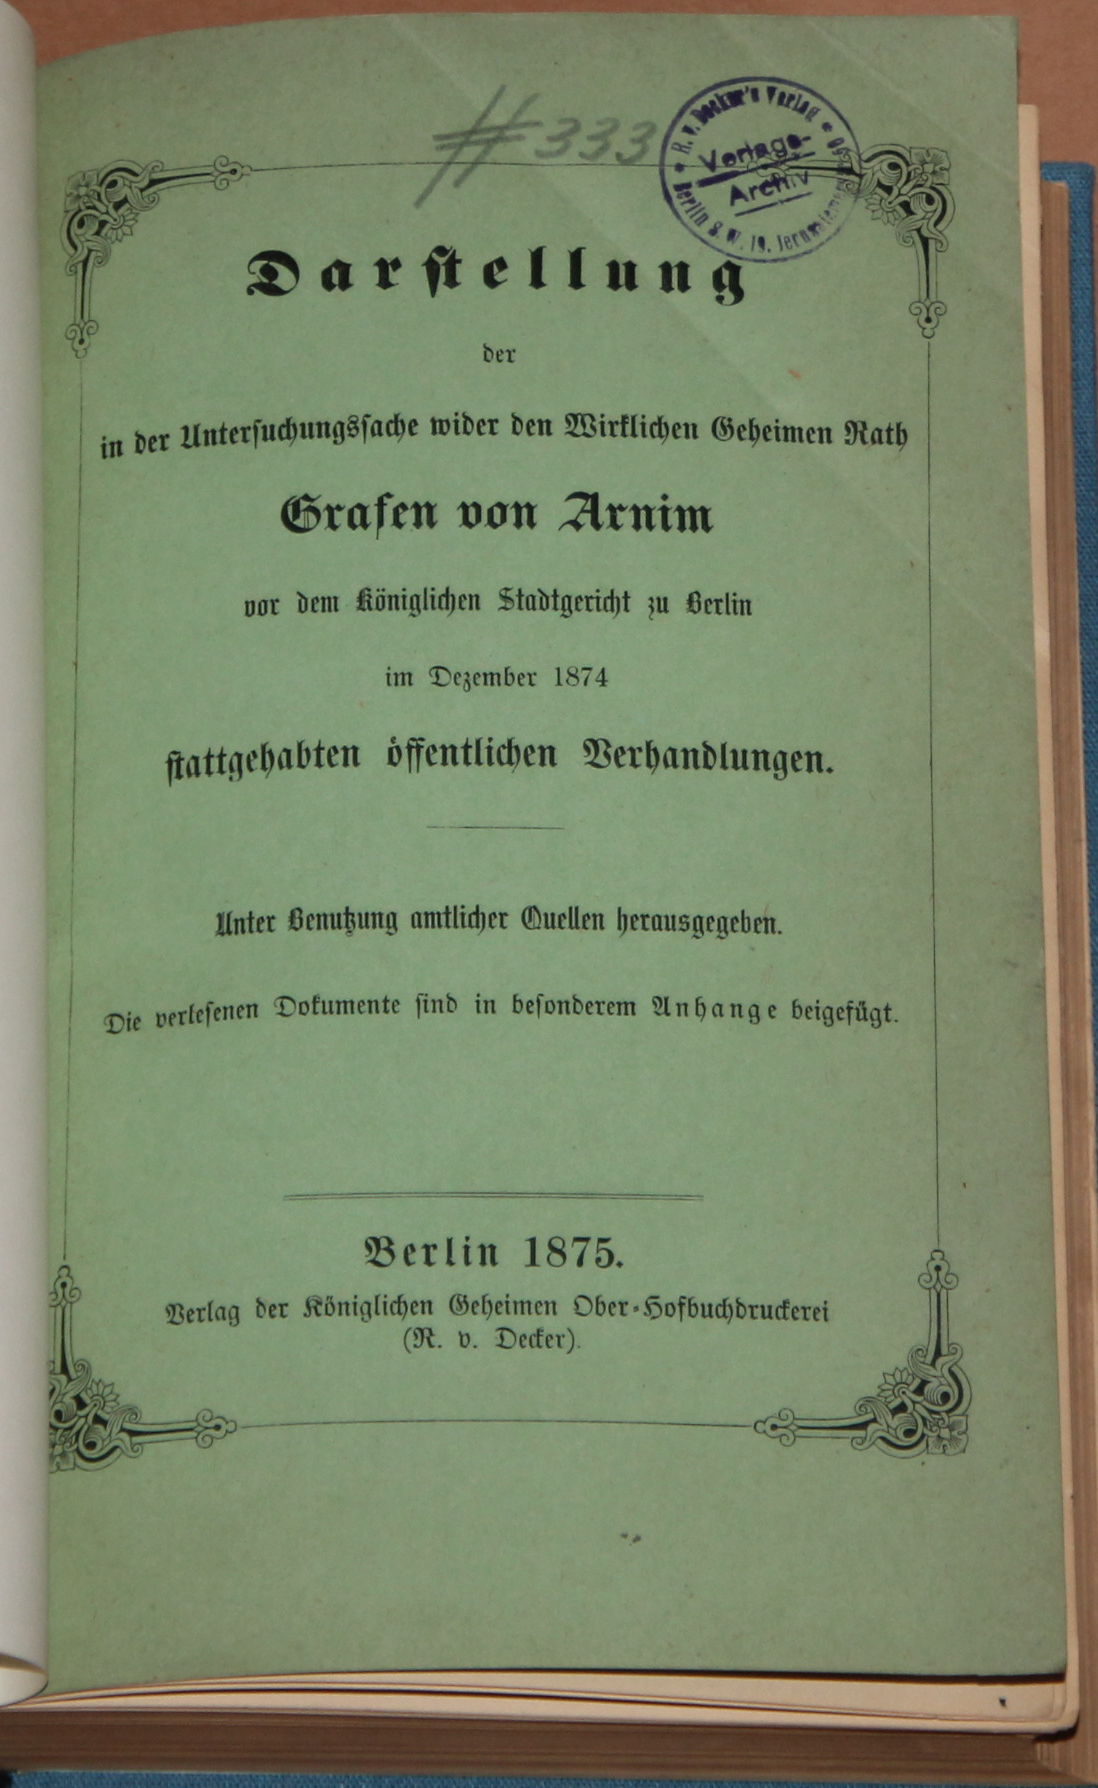 # 333
R. v. Decker's Verlag
Verlags-
Archiv
Berlin S.W. 19.
Darſtellung
der
in der Unterſuchungsſache wider den Wirklichen Geheimen Rath
Grafen von Arnim
vor dem Königlichen Stadtgericht zu Berlin
im Dezember 1874
ſtattgehabten öffentlichen Verhandlungen.
Unter Benutzung amtlicher Quellen herausgegeben.
Die verleſenen Dokumente ſind in beſonderem Anhange beigefügt.
Berlin 1875.
Verlag der Königlichen Geheimen Ober-Hofbuchdruckerei
(R. v. Decker).